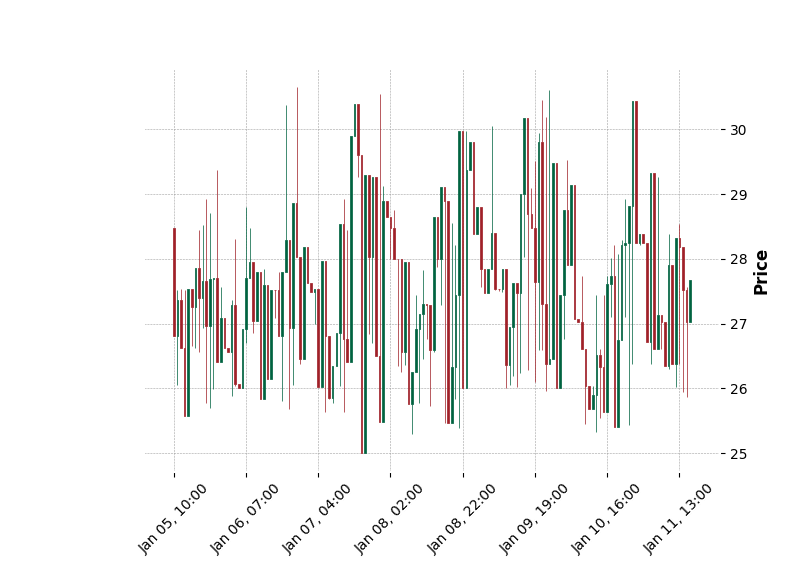 30
29
28
27
26
25
Price
Jan 05, 10:00
Jan 06, 07:00
Jan 07, 04:00
Jan 08, 02:00
Jan 08, 22:00
Jan 09, 19:00
Jan 10, 16:00
Jan 11, 13:00